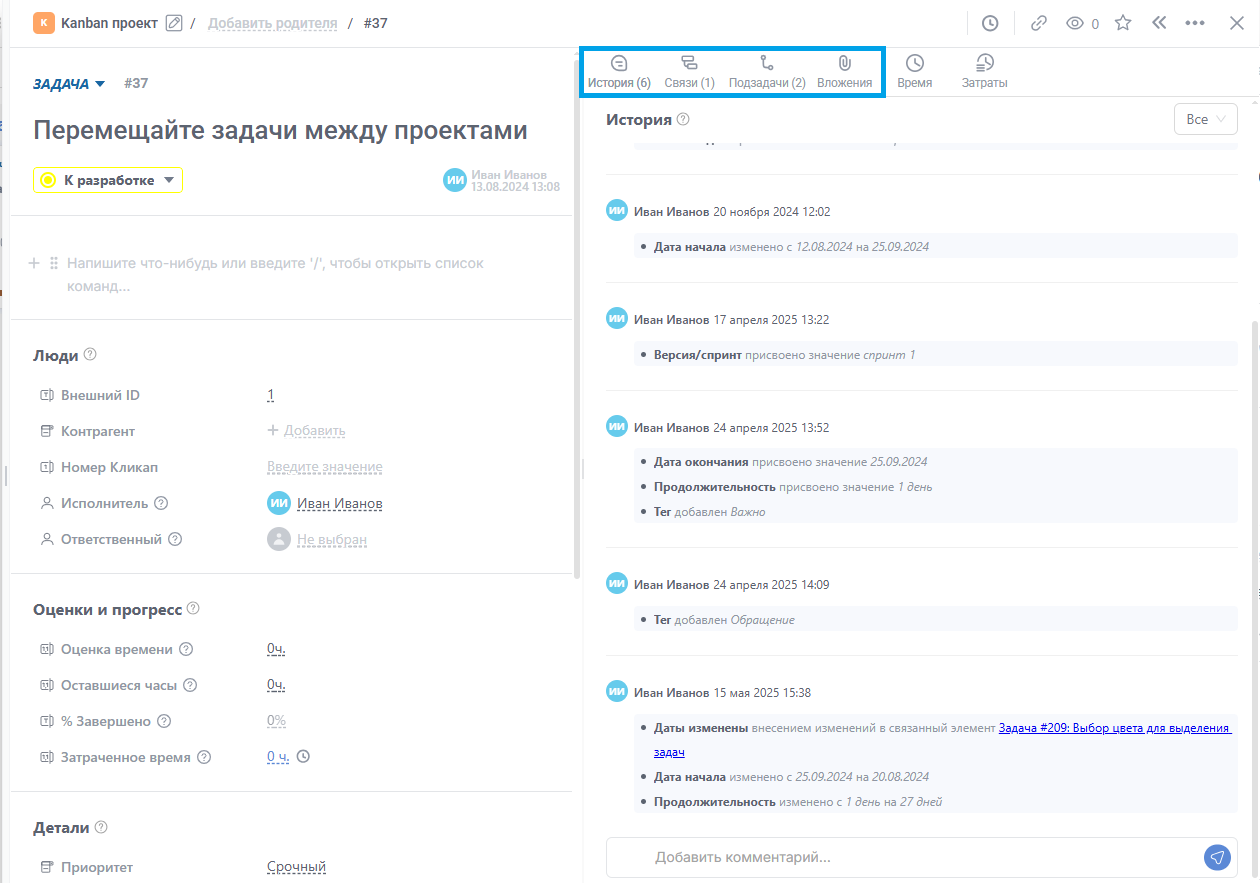 К Kanban проект / Добавить родителя / #37
0
ЗАДАЧА #37
Перемещайте задачи между проектами
К разработке
ИИ Иван Иванов
13.08.2024 13:08
Напишите что-нибудь или введите '/', чтобы открыть список
команд...
Люди
Внешний ID 1
Контрагент + Добавить
Номер Кликап Введите значение
Исполнитель ИИ Иван Иванов
Ответственный Не выбран
Оценки и прогресс
Оценка времени 0ч.
Оставшиеся часы 0ч.
% Завершено 0%
Затраченное время 0 ч.
Детали
Приоритет Срочный
История (6) Связи (1) Подзадачи (2) Вложения Время Затраты
История
Все
ИИ Иван Иванов 20 ноября 2024 12:02
• Дата начала изменено с 12.08.2024 на 25.09.2024
ИИ Иван Иванов 17 апреля 2025 13:22
• Версия/спринт присвоено значение спринт 1
ИИ Иван Иванов 24 апреля 2025 13:52
• Дата окончания присвоено значение 25.09.2024
• Продолжительность присвоено значение 1 день
• Тег добавлен Важно
ИИ Иван Иванов 24 апреля 2025 14:09
• Тег добавлен Обращение
ИИ Иван Иванов 15 мая 2025 15:38
• Даты изменены внесением изменений в связанный элемент Задача #209: Выбор цвета для выделения
задач
• Дата начала изменено с 25.09.2024 на 20.08.2024
• Продолжительность изменено с 1 день на 27 дней
Добавить комментарий...